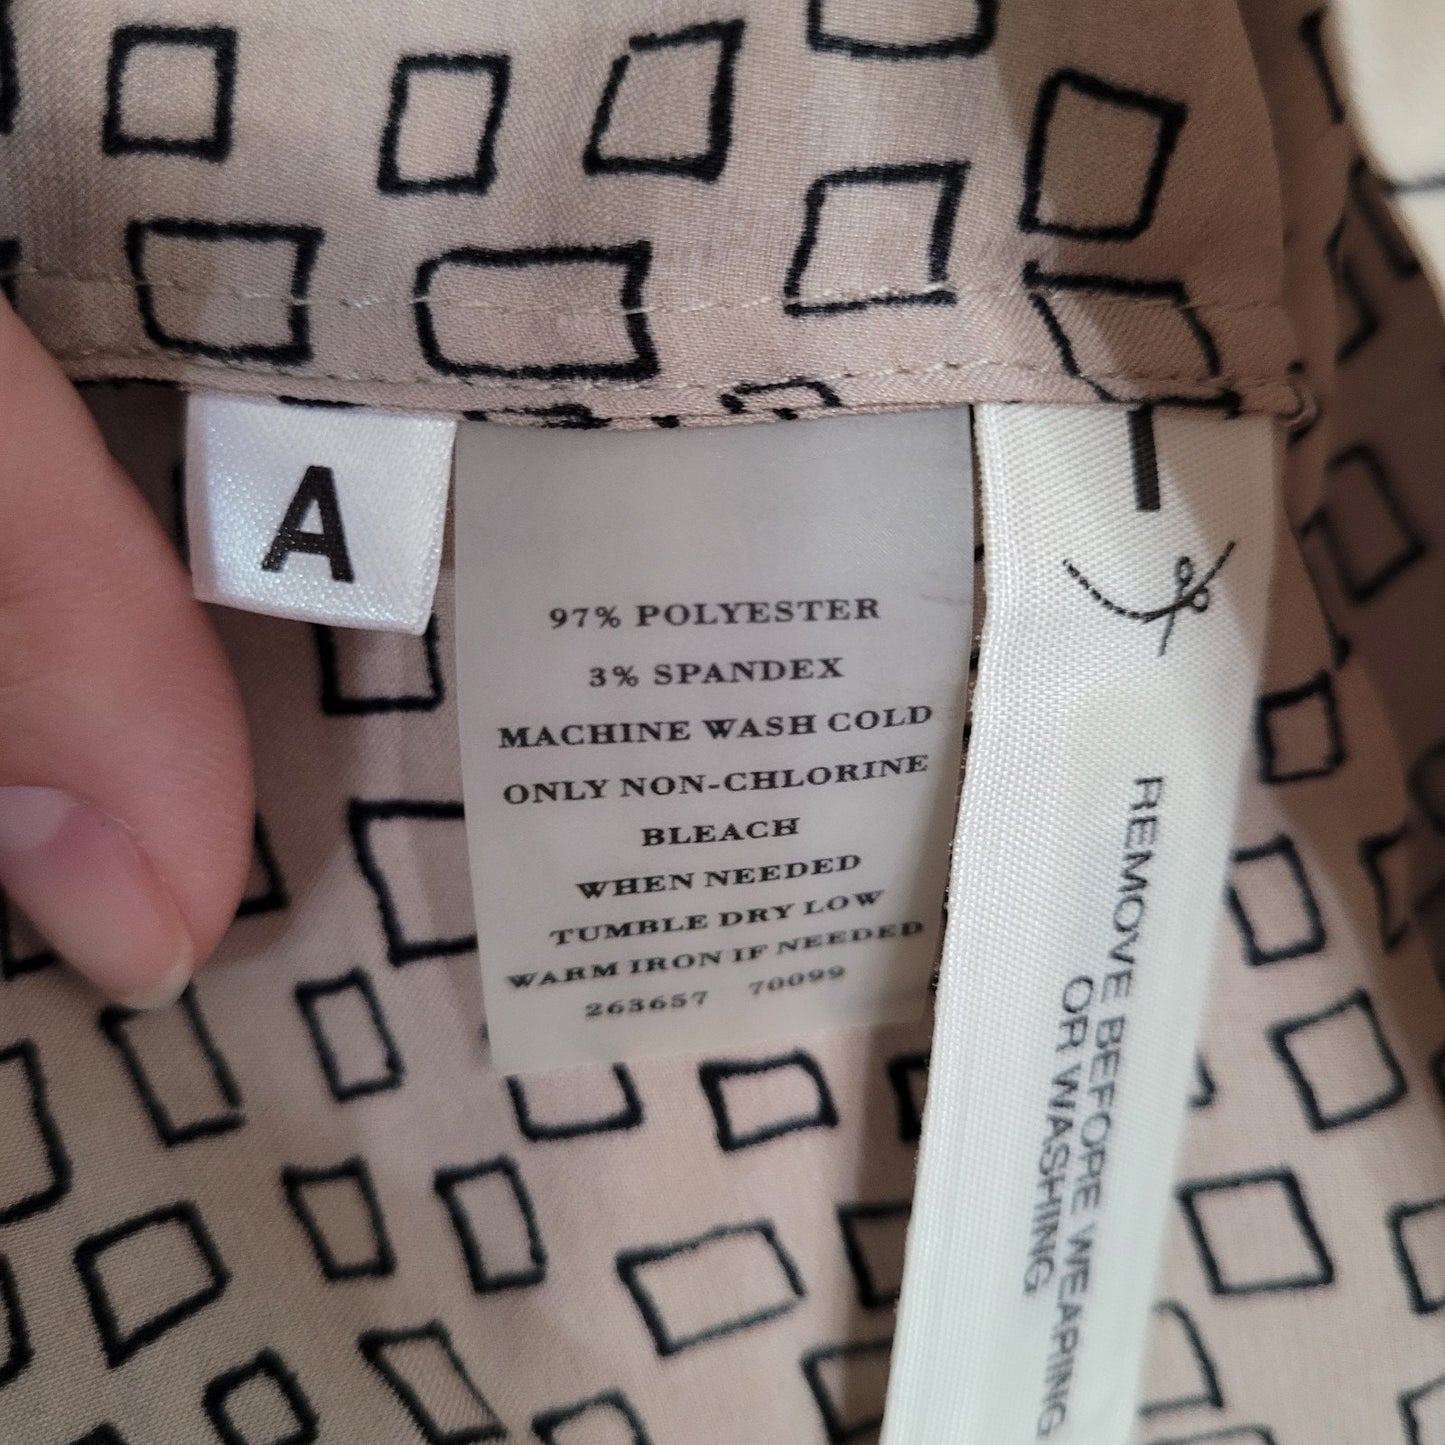 A
97% POLYESTER
3% SPANDEX
MACHINE WASH COLD
ONLY NON-CHLORINE
BLEACH
WHEN NEEDED
TUMBLE DRY LOW
WARM IRON IF NEEDED
263657 70099
REMOVE BEFORE WEARING
OR WASHING